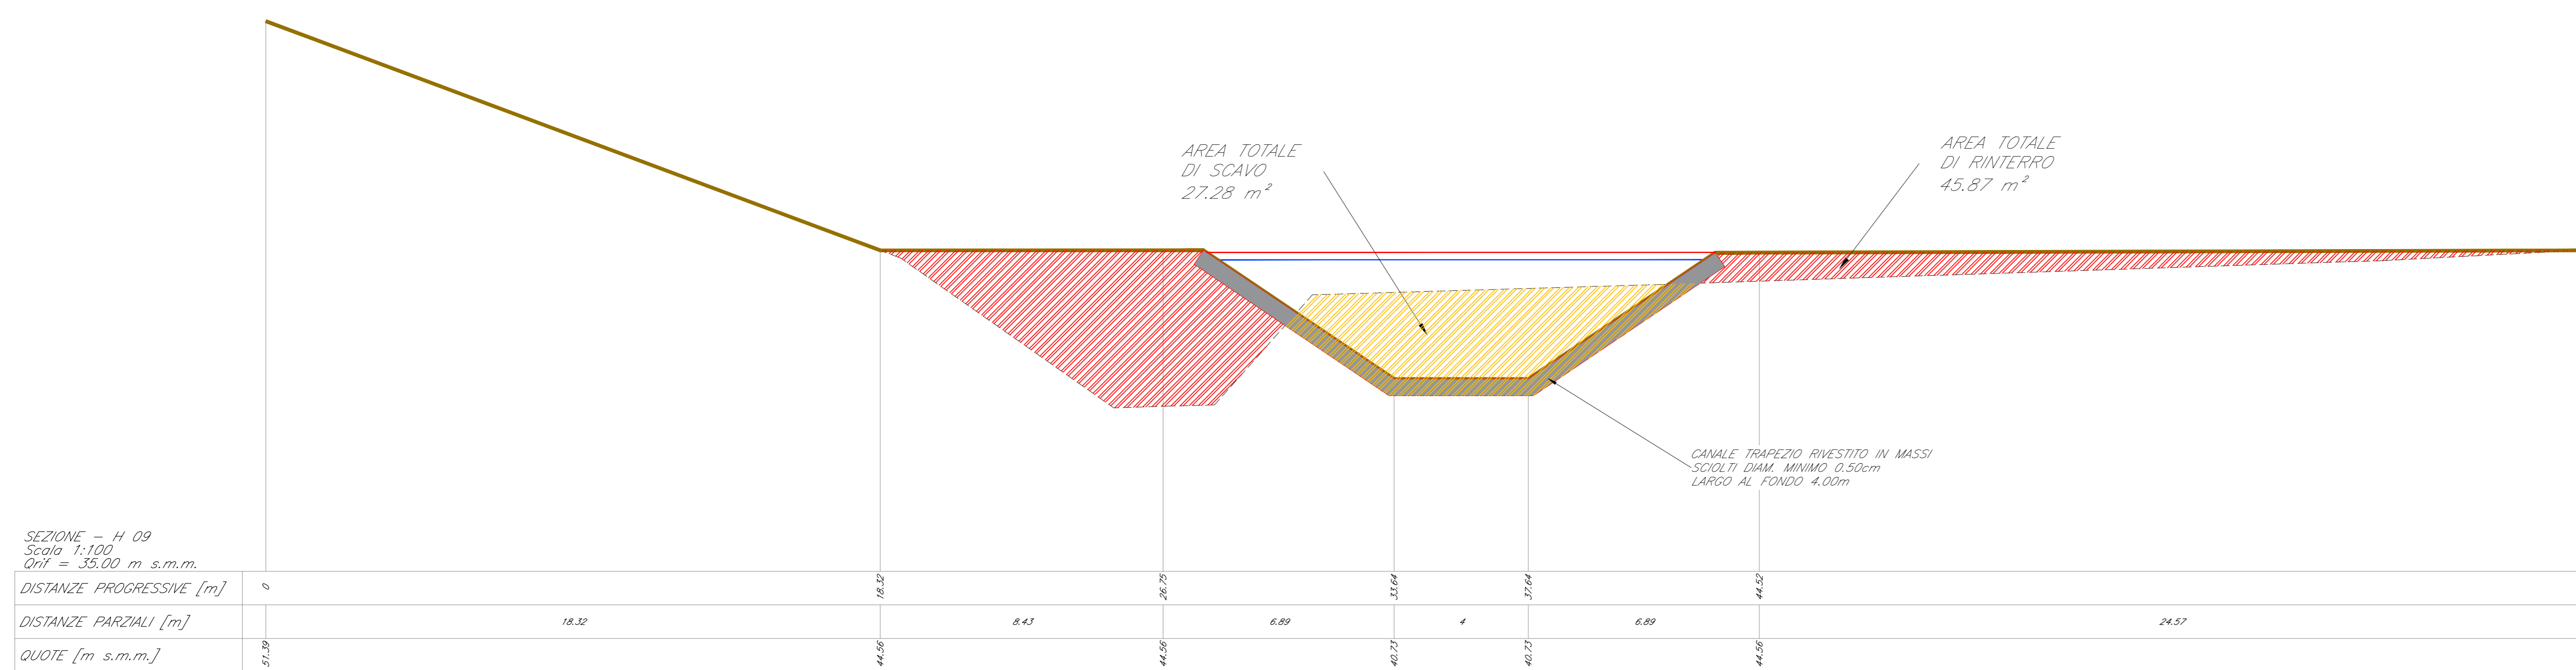 AREA TOTALE
DI SCAVO
27.28 m²
AREA TOTALE
DI RINTERRO
45.87 m²
CANALE TRAPEZIO RIVESTITO IN MASSI
SCIOLTI DIAM. MINIMO 0.50cm
LARGO AL FONDO 4.00m
SEZIONE - H 09
Scala 1:100
Qrif = 35.00 m s.m.m.
DISTANZE PROGRESSIVE [m] 0 18.32 26.75 33.64 37.64 44.52
DISTANZE PARZIALI [m] 18.32 8.43 6.89 4 6.89 24.57
QUOTE [m s.m.m.] 51.39 44.56 44.56 40.73 40.73 44.56